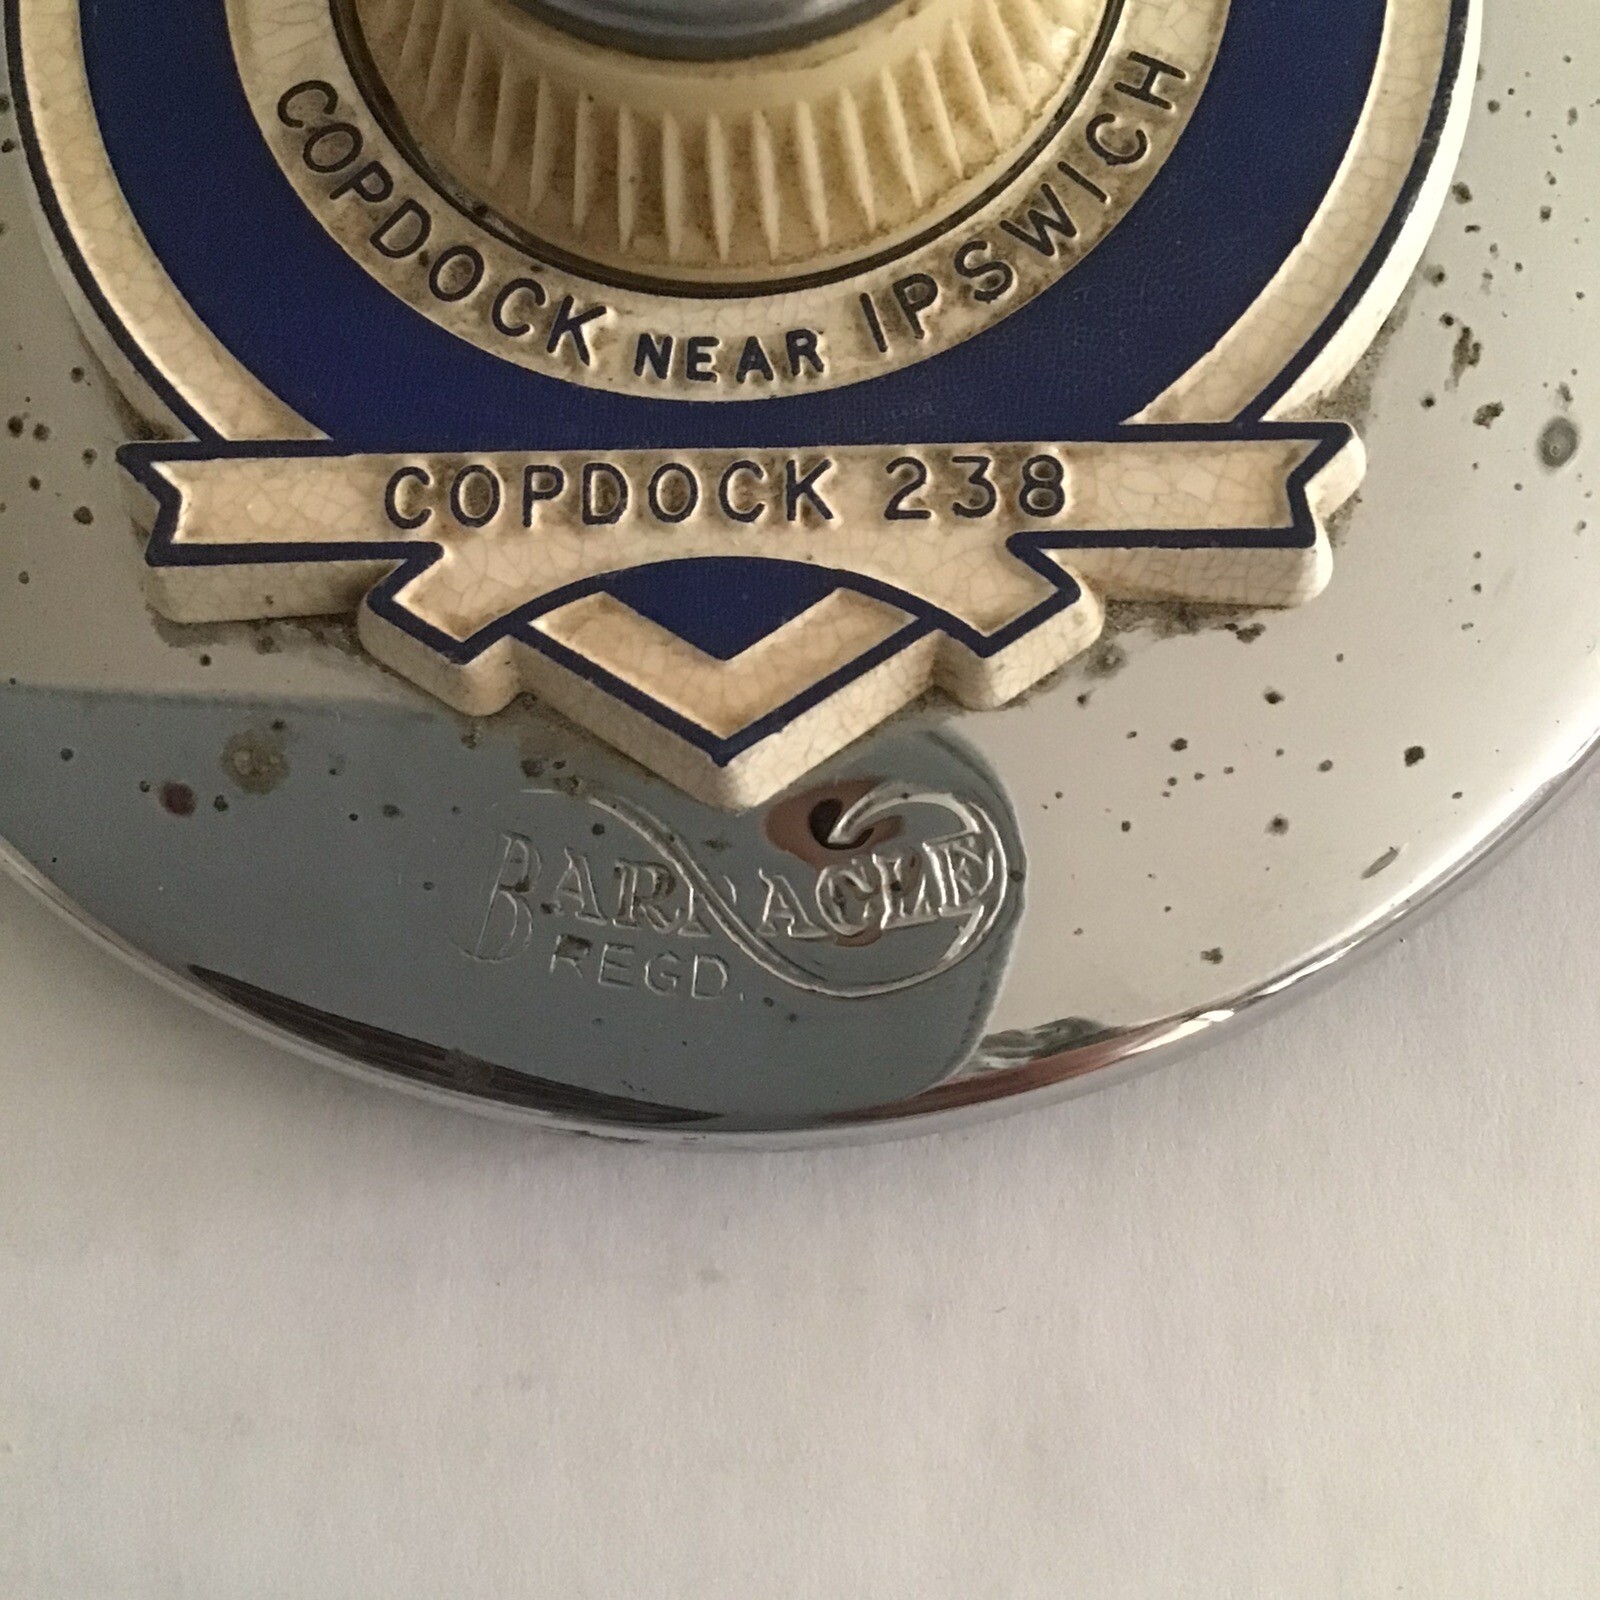 COPDOCK NEAR IPSWICH
COPDOCK 238
BARNACLE
REGD.